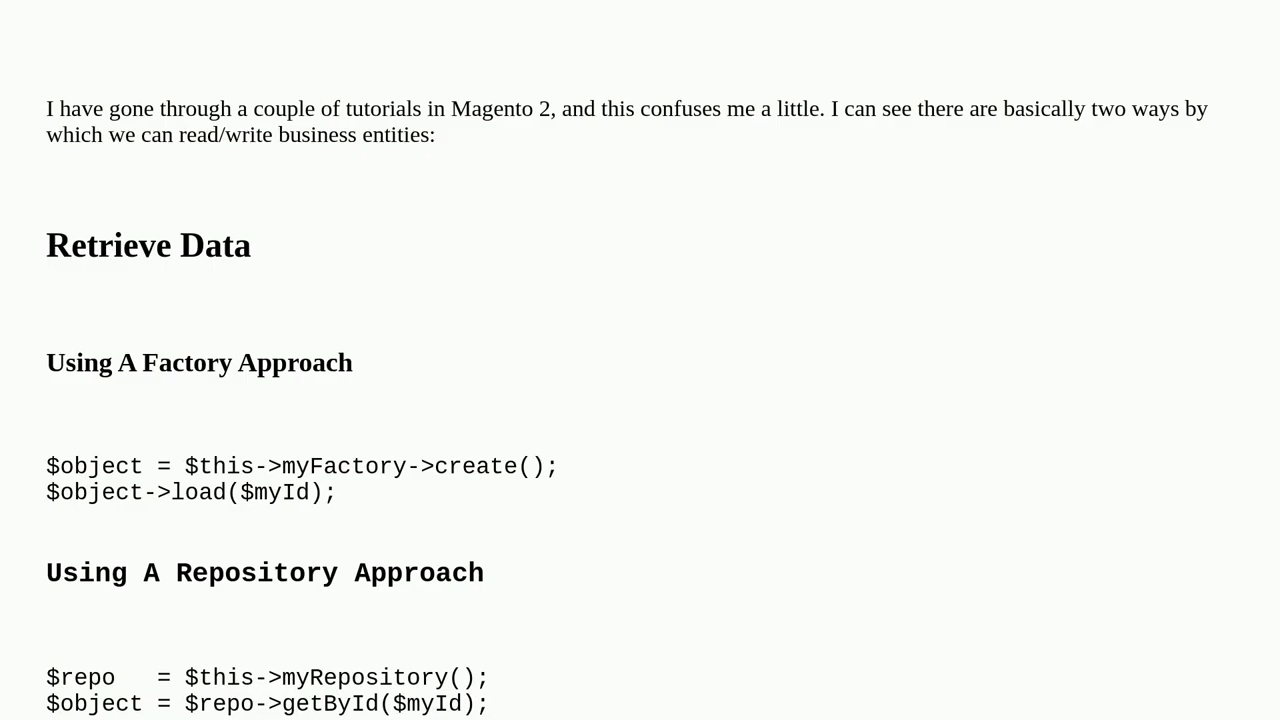 I have gone through a couple of tutorials in Magento 2, and this confuses me a little. I can see there are basically two ways by
which we can read/write business entities:
Retrieve Data
Using A Factory Approach
$object = $this->myFactory->create();
$object->load($myId);
Using A Repository Approach
$repo   = $this->myRepository();
$object = $repo->getById($myId);